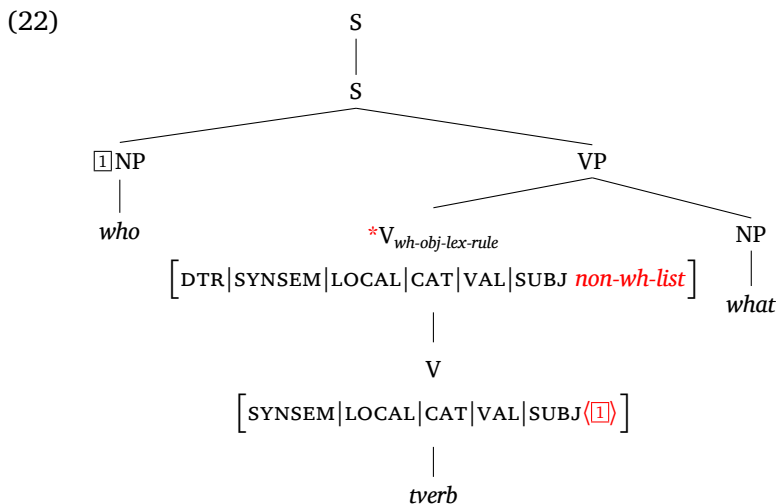 (22)
S
S
1 NP
VP
who
*V wh-obj-lex-rule
NP
[DTR|SYNSEM|LOCAL|CAT|VAL|SUBJ non-wh-list]
what
V
[SYNSEM|LOCAL|CAT|VAL|SUBJ⟨1⟩]
tverb